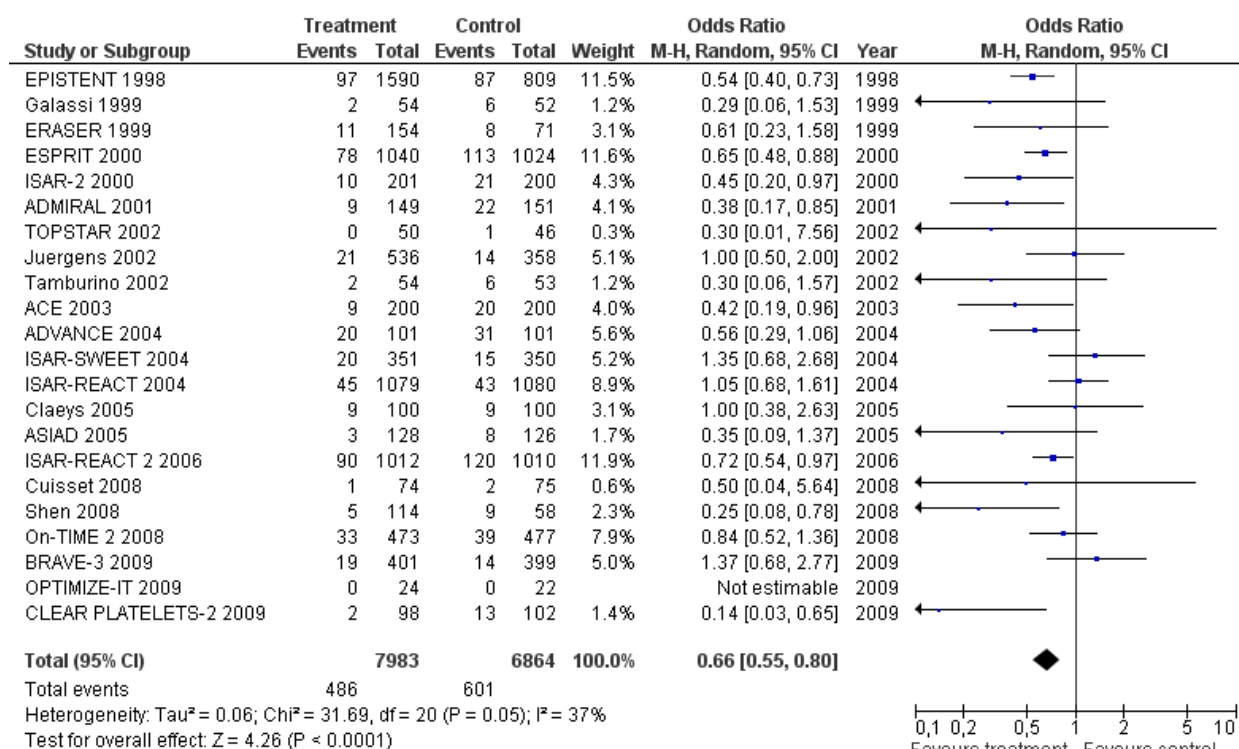 Treatment Control Odds Ratio Odds Ratio
Study or Subgroup Events Total Events Total Weight M-H, Random, 95% CI Year M-H, Random, 95% CI
EPISTENT 1998 97 1590 87 809 11.5% 0.54 [0.40, 0.73] 1998
Galassi 1999 2 54 6 52 1.2% 0.29 [0.06, 1.53] 1999
ERASER 1999 11 154 8 71 3.1% 0.61 [0.23, 1.58] 1999
ESPRIT 2000 78 1040 113 1024 11.6% 0.65 [0.48, 0.88] 2000
ISAR-2 2000 10 201 21 200 4.3% 0.45 [0.20, 0.97] 2000
ADMIRAL 2001 9 149 22 151 4.1% 0.38 [0.17, 0.85] 2001
TOPSTAR 2002 0 50 1 46 0.3% 0.30 [0.01, 7.56] 2002
Juergens 2002 21 536 14 358 5.1% 1.00 [0.50, 2.00] 2002
Tamburino 2002 2 54 6 53 1.2% 0.30 [0.06, 1.57] 2002
ACE 2003 9 200 20 200 4.0% 0.42 [0.19, 0.96] 2003
ADVANCE 2004 20 101 31 101 5.6% 0.56 [0.29, 1.06] 2004
ISAR-SWEET 2004 20 351 15 350 5.2% 1.35 [0.68, 2.68] 2004
ISAR-REACT 2004 45 1079 43 1080 8.9% 1.05 [0.68, 1.61] 2004
Claeys 2005 9 100 9 100 3.1% 1.00 [0.38, 2.63] 2005
ASIAD 2005 3 128 8 126 1.7% 0.35 [0.09, 1.37] 2005
ISAR-REACT 2 2006 90 1012 120 1010 11.9% 0.72 [0.54, 0.97] 2006
Cuisset 2008 1 74 2 75 0.6% 0.50 [0.04, 5.64] 2008
Shen 2008 5 114 9 58 2.3% 0.25 [0.08, 0.78] 2008
On-TIME 2 2008 33 473 39 477 7.9% 0.84 [0.52, 1.36] 2008
BRAVE-3 2009 19 401 14 399 5.0% 1.37 [0.68, 2.77] 2009
OPTIMIZE-IT 2009 0 24 0 22 Not estimable 2009
CLEAR PLATELETS-2 2009 2 98 13 102 1.4% 0.14 [0.03, 0.65] 2009
Total (95% CI) 7983 6864 100.0% 0.66 [0.55, 0.80]
Total events 486 601
Heterogeneity: Tau² = 0.06; Chi² = 31.69, df = 20 (P = 0.05); I² = 37%
Test for overall effect: Z = 4.26 (P < 0.0001)
0,1 0,2 0,5 1 2 5 10
Favours treatment Favours control